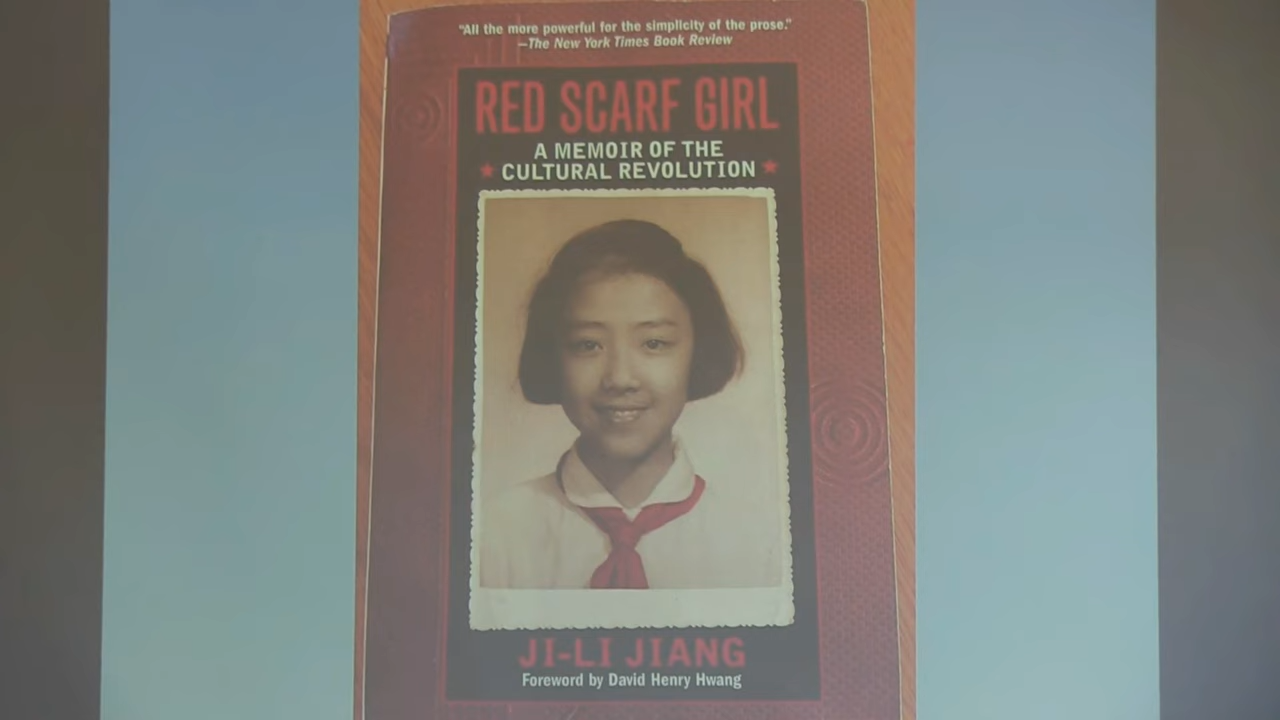 "All the more powerful for the simplicity of the prose."
—The New York Times Book Review
RED SCARF GIRL
A MEMOIR OF THE
CULTURAL REVOLUTION
JI-LI JIANG
Foreword by David Henry Hwang